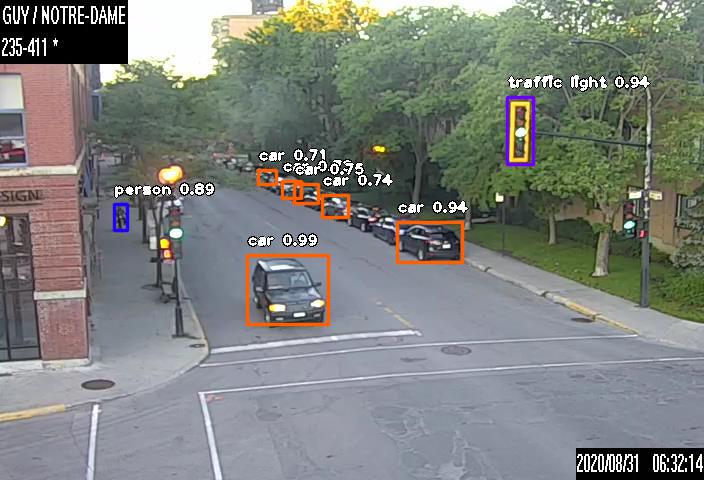 GUY / NOTRE-DAME
235-411 *
traffic light 0.94
car 0.71
car 0.75
car 0.74
person 0.89
car 0.94
SIGN
car 0.99
2020/08/31 06:32:14